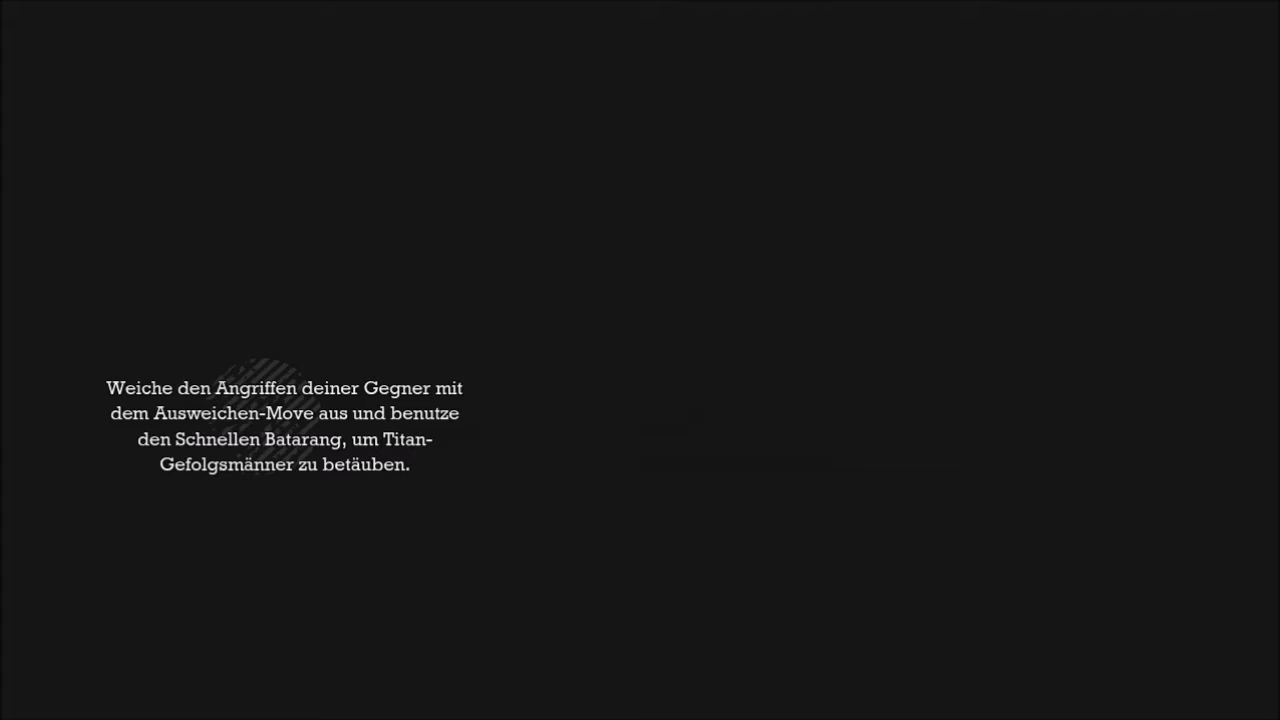 Weiche den Angriffen deiner Gegner mit
dem Ausweichen-Move aus und benutze
den Schnellen Batarang, um Titan-
Gefolgsmänner zu betäuben.